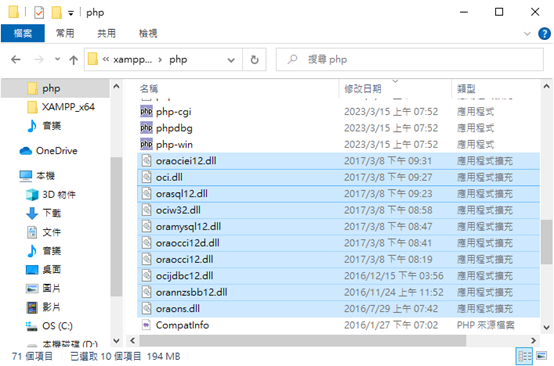 php
檔案 常用 共用 檢視
« xampp... › php 搜尋 php
php
XAMPP_x64
音樂
OneDrive
本機
3D 物件
下載
文件
音樂
桌面
圖片
影片
OS (C:)
本機磁碟 (D:)
名稱 修改日期 類型
php-cgi 2023/3/15 上午 07:52 應用程式
phpdbg 2023/3/15 上午 07:52 應用程式
php-win 2023/3/15 上午 07:52 應用程式
oraociei12.dll 2017/3/8 下午 09:31 應用程式擴充
oci.dll 2017/3/8 下午 09:27 應用程式擴充
orasql12.dll 2017/3/8 下午 09:23 應用程式擴充
ociw32.dll 2017/3/8 下午 08:58 應用程式擴充
oramysql12.dll 2017/3/8 下午 08:47 應用程式擴充
oraocci12d.dll 2017/3/8 下午 08:41 應用程式擴充
oraocci12.dll 2017/3/8 下午 08:19 應用程式擴充
ocijdbc12.dll 2016/12/15 下午 03:56 應用程式擴充
orannzsbb12.dll 2016/11/24 上午 11:52 應用程式擴充
oraons.dll 2016/7/29 下午 07:42 應用程式擴充
CompatInfo 2016/1/27 下午 07:02 PHP 來源檔案
71 個項目 已選取 10 個項目 194 MB